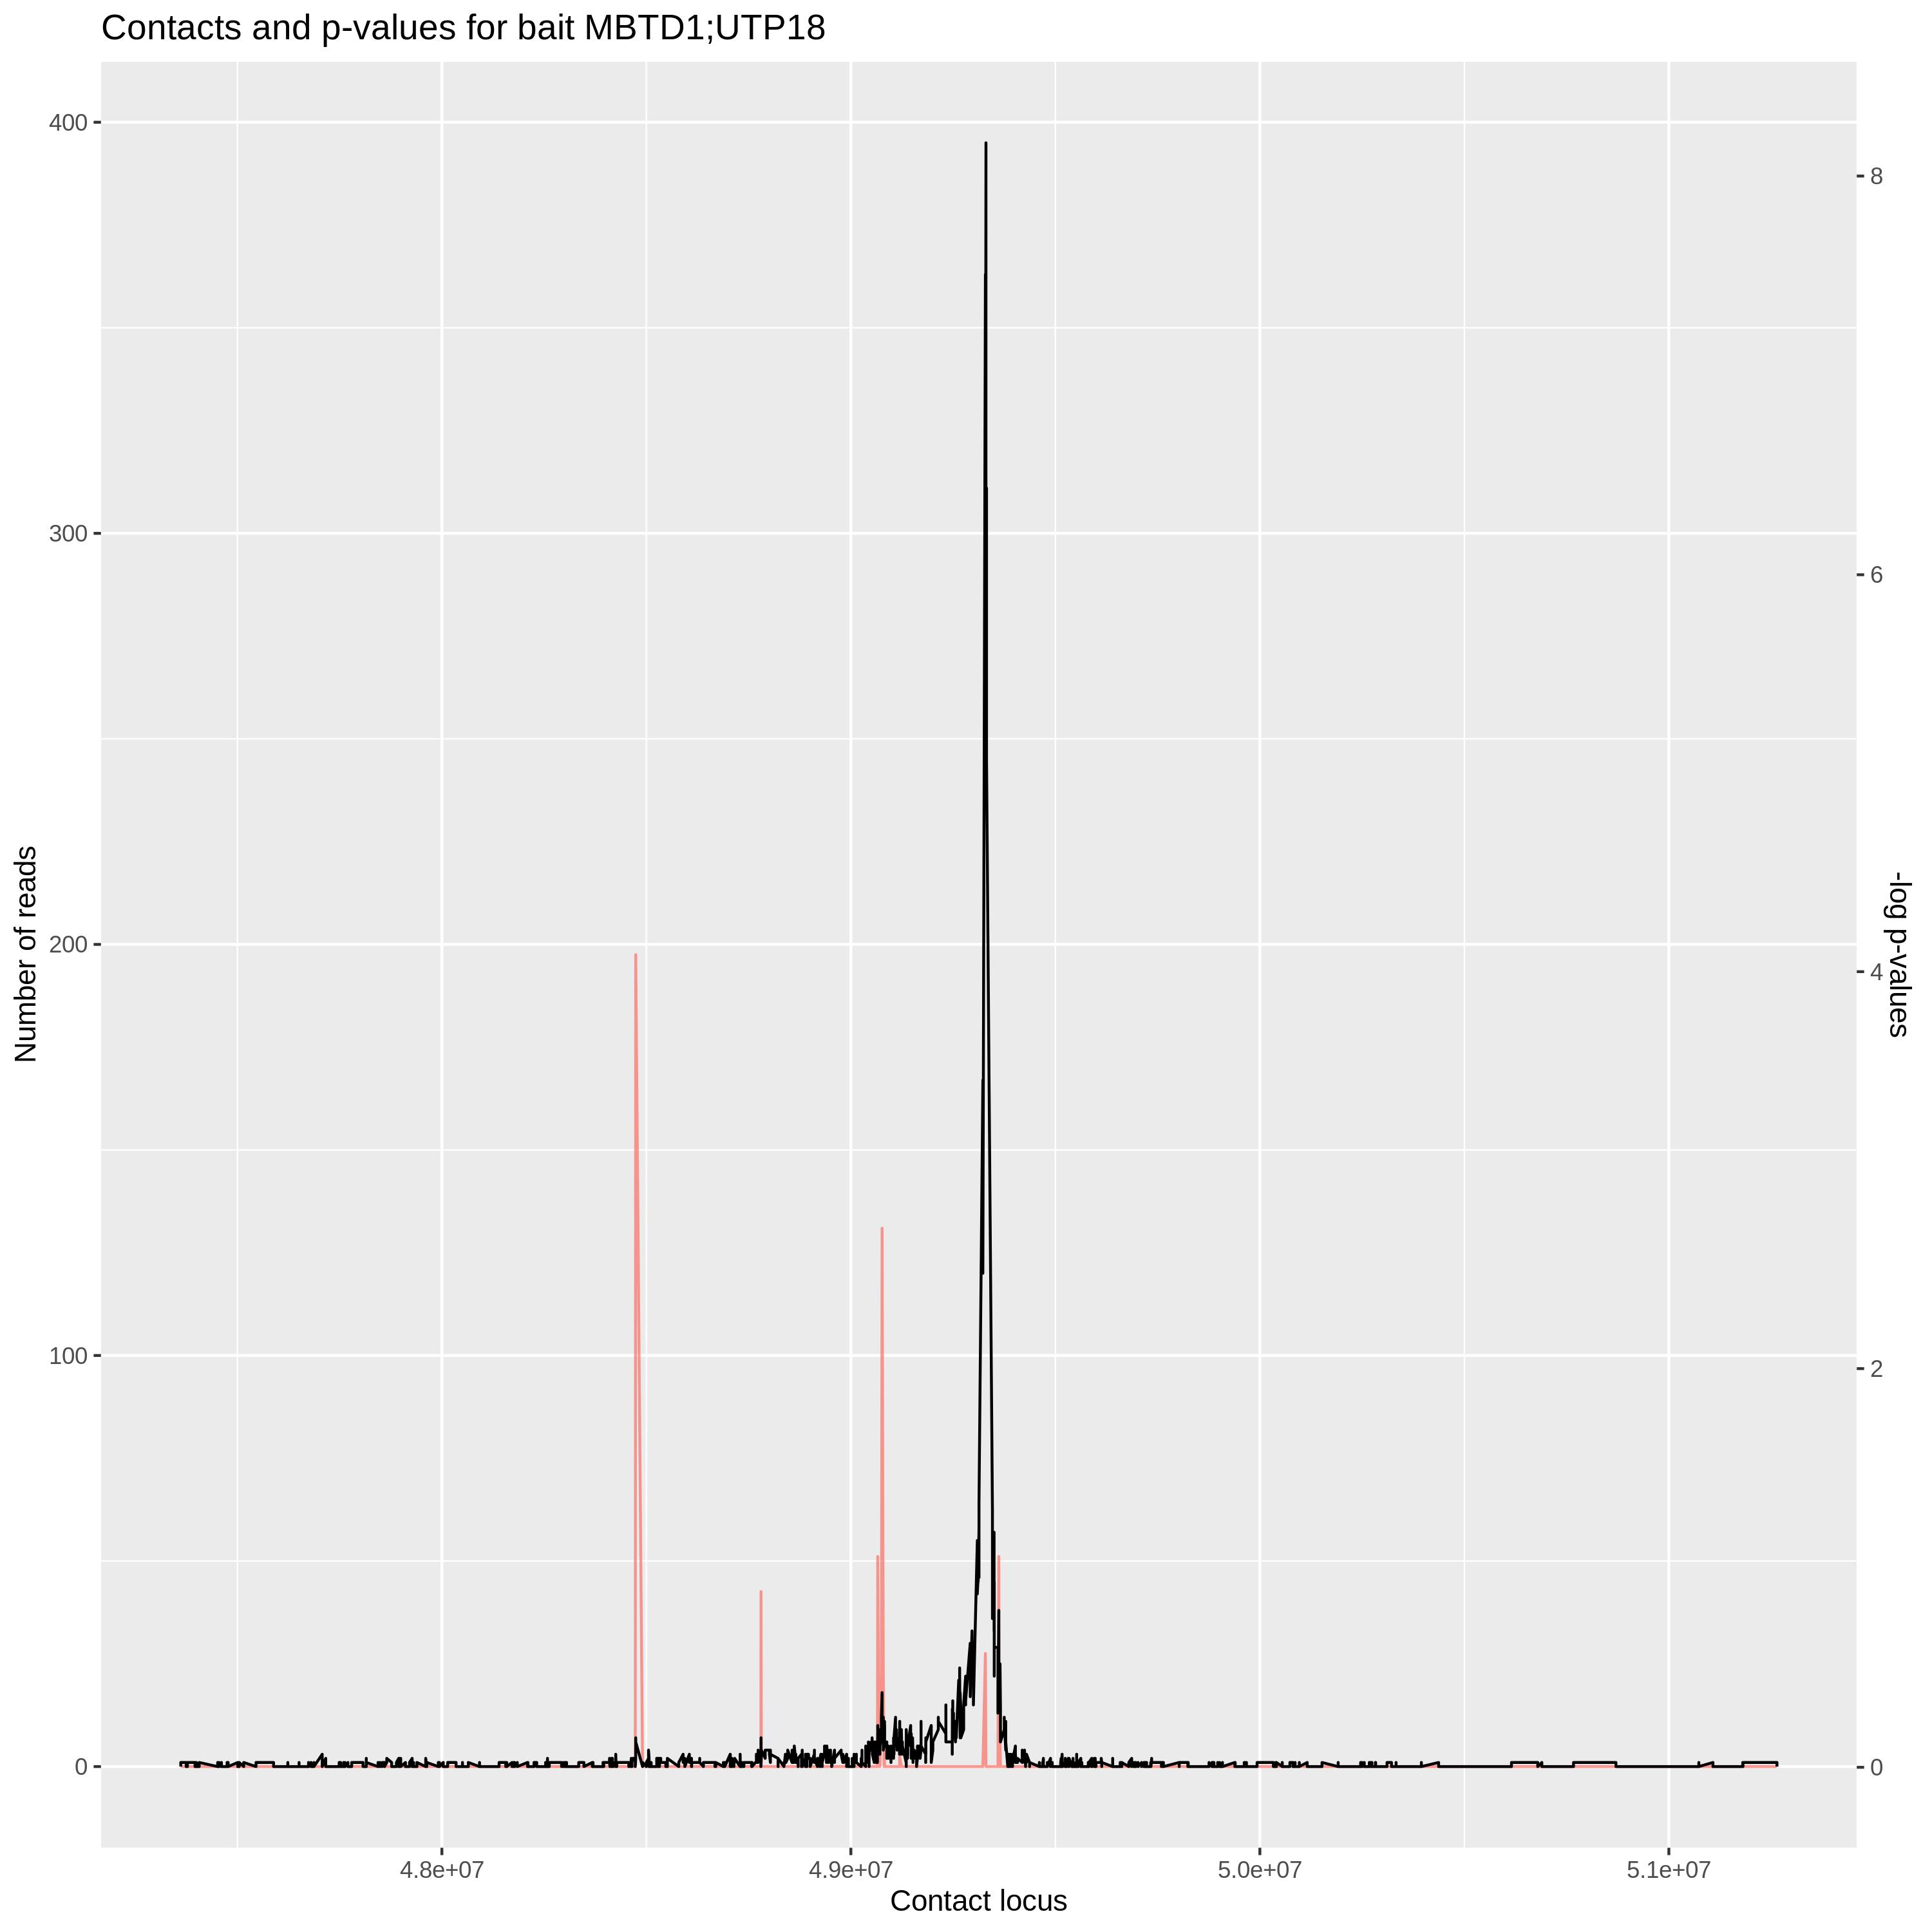 Contacts and p-values for bait MBTD1;UTP18
400
300
200
100
0
Number of reads
8
6
4
2
0
-log p-values
4.8e+07
4.9e+07
5.0e+07
5.1e+07
Contact locus